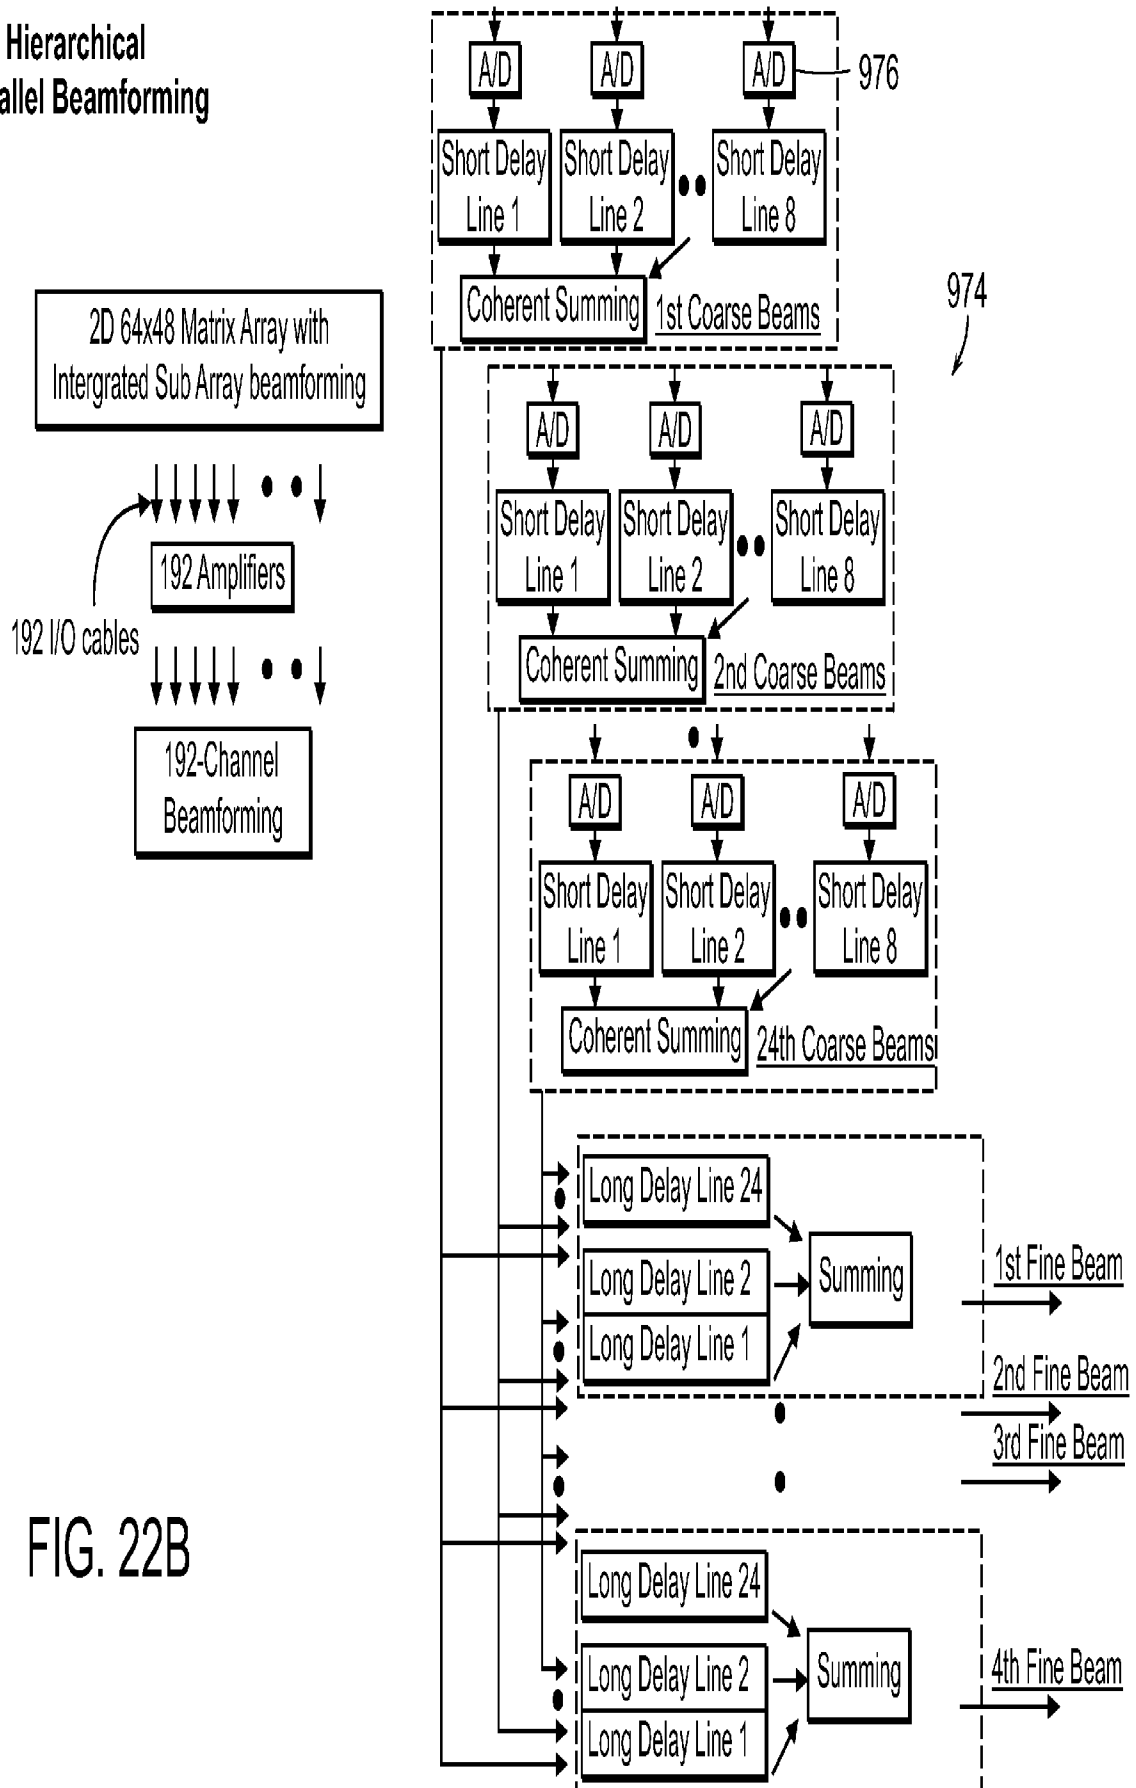 Hierarchical
allel Beamforming
A/D
A/D
A/D
976
Short Delay
Line 1
Short Delay
Line 2
Short Delay
Line 8
Coherent Summing
1st Coarse Beams
974
2D 64x48 Matrix Array with
Intergrated Sub Array beamforming
192 Amplifiers
192 I/O cables
192-Channel
Beamforming
A/D
A/D
A/D
Short Delay
Line 1
Short Delay
Line 2
Short Delay
Line 8
Coherent Summing
2nd Coarse Beams
A/D
A/D
A/D
Short Delay
Line 1
Short Delay
Line 2
Short Delay
Line 8
Coherent Summing
24th Coarse Beams
Long Delay Line 24
Long Delay Line 2
Long Delay Line 1
Summing
1st Fine Beam
2nd Fine Beam
3rd Fine Beam
FIG. 22B
Long Delay Line 24
Long Delay Line 2
Long Delay Line 1
Summing
4th Fine Beam